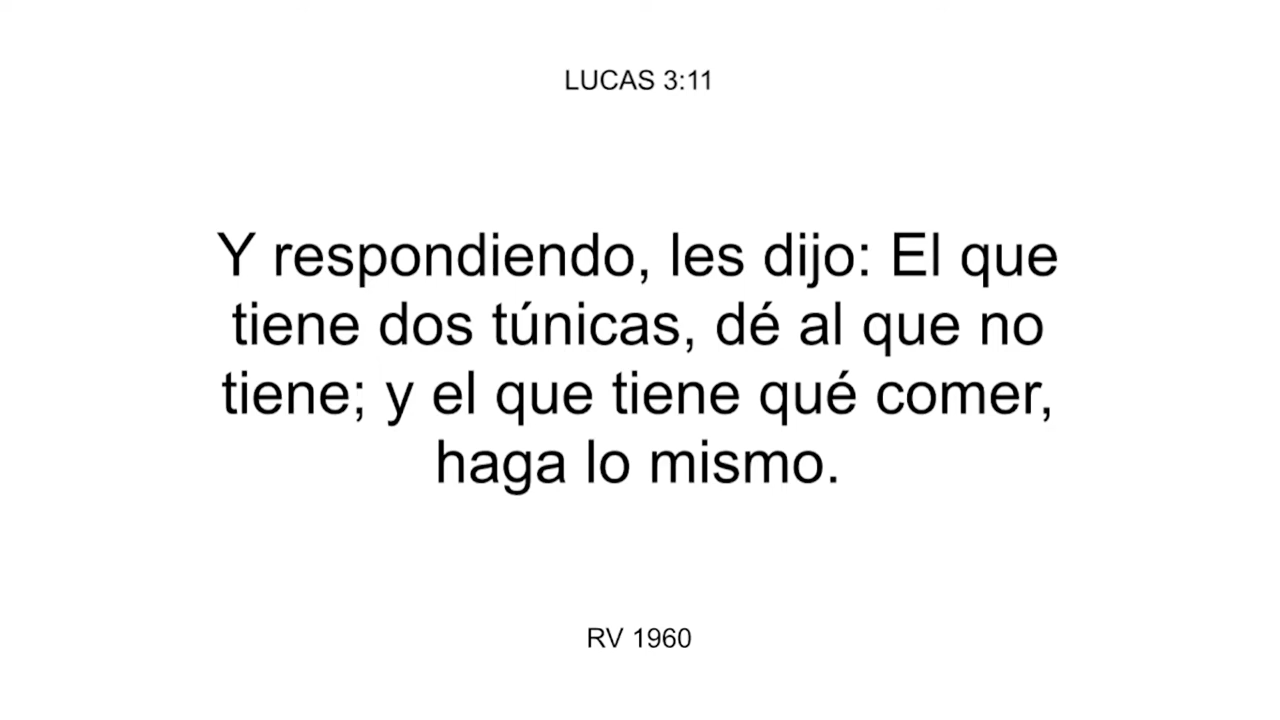 LUCAS 3:11
Y respondiendo, les dijo: El que
tiene dos túnicas, dé al que no
tiene; y el que tiene qué comer,
haga lo mismo.
RV 1960